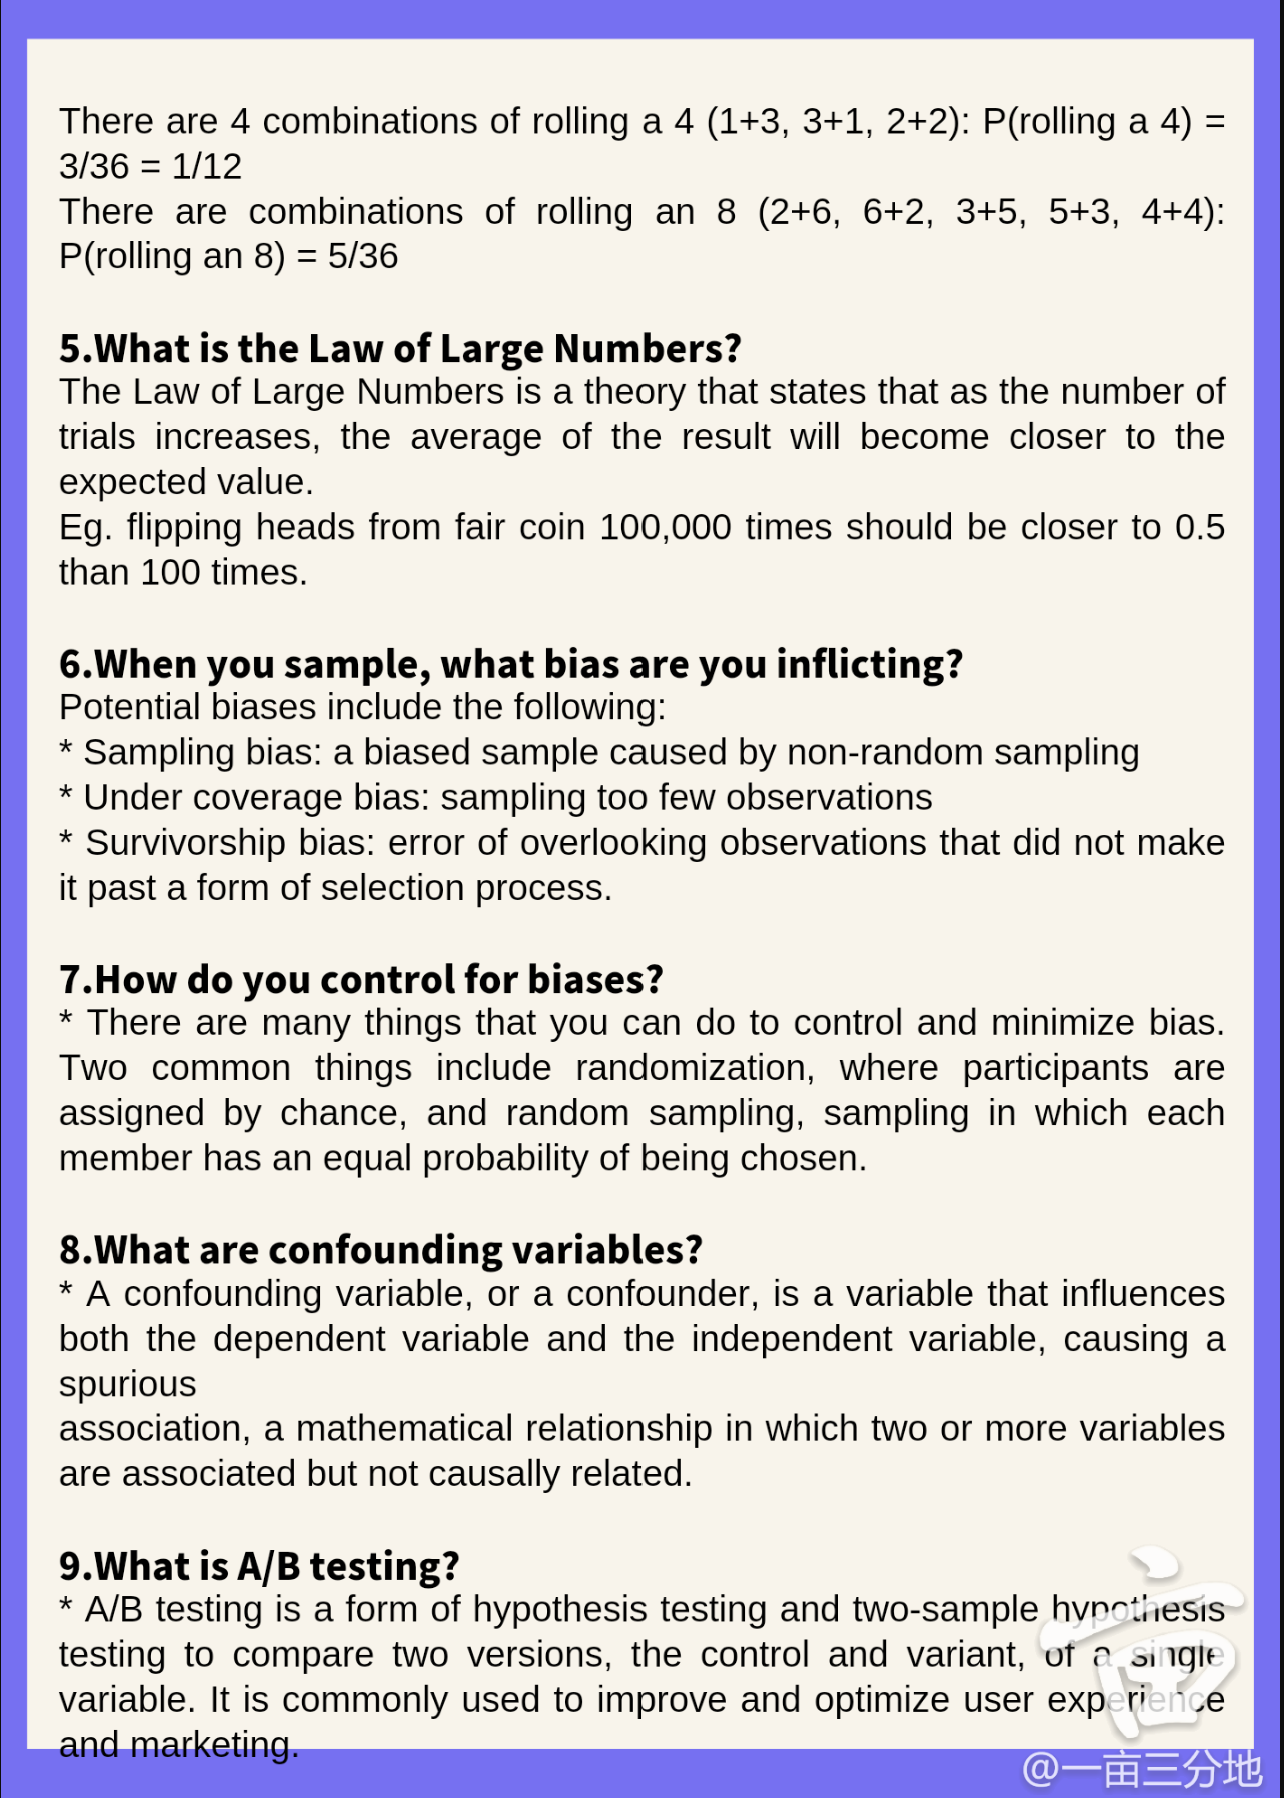 There are 4 combinations of rolling a 4 (1+3, 3+1, 2+2): P(rolling a 4) =
3/36 = 1/12
There are combinations of rolling an 8 (2+6, 6+2, 3+5, 5+3, 4+4):
P(rolling an 8) = 5/36
5.What is the Law of Large Numbers?
The Law of Large Numbers is a theory that states that as the number of
trials increases, the average of the result will become closer to the
expected value.
Eg. flipping heads from fair coin 100,000 times should be closer to 0.5
than 100 times.
6.When you sample, what bias are you inflicting?
Potential biases include the following:
* Sampling bias: a biased sample caused by non-random sampling
* Under coverage bias: sampling too few observations
* Survivorship bias: error of overlooking observations that did not make
it past a form of selection process.
7.How do you control for biases?
* There are many things that you can do to control and minimize bias.
Two common things include randomization, where participants are
assigned by chance, and random sampling, sampling in which each
member has an equal probability of being chosen.
8.What are confounding variables?
* A confounding variable, or a confounder, is a variable that influences
both the dependent variable and the independent variable, causing a
spurious
association, a mathematical relationship in which two or more variables
are associated but not causally related.
9.What is A/B testing?
* A/B testing is a form of hypothesis testing and two-sample hypothesis
testing to compare two versions, the control and variant, of a single
variable. It is commonly used to improve and optimize user experience
and marketing.
@一亩三分地